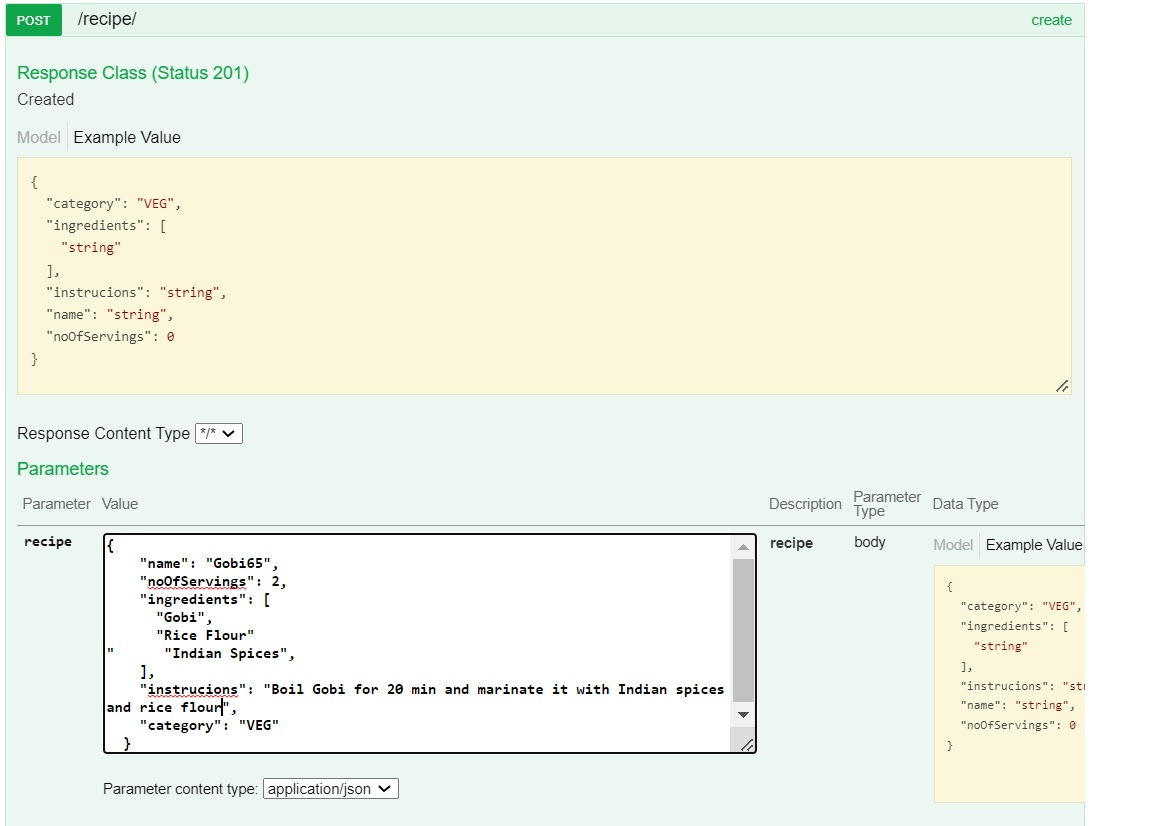 POST /recipe/ create
Response Class (Status 201)
Created
Model Example Value
{
"category": "VEG",
"ingredients": [
"string"
],
"instrucions": "string",
"name": "string",
"noOfServings": 0
}
Response Content Type */*
Parameters
Parameter Value Description Parameter Type Data Type
recipe
{
"name": "Gobi65",
"noOfServings": 2,
"ingredients": [
"Gobi",
"Rice Flour"
" "Indian Spices",
],
"instrucions": "Boil Gobi for 20 min and marinate it with Indian spices
and rice flour",
"category": "VEG"
}
recipe body Model Example Value
{
"category": "VEG",
"ingredients": [
"string"
],
"instrucions": "str
"name": "string",
"noOfServings": 0
}
Parameter content type: application/json